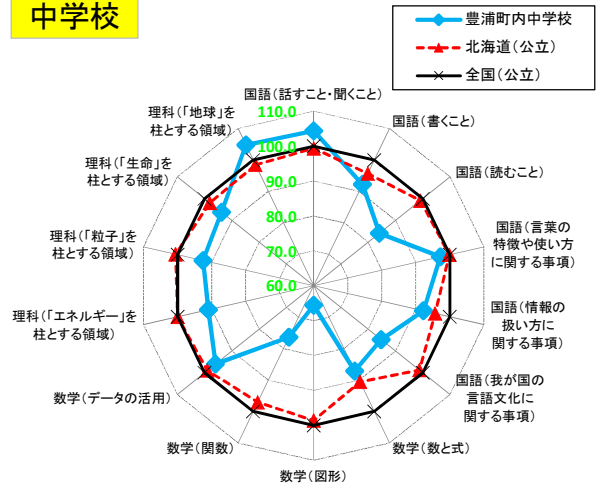 中学校
豊浦町内中学校
北海道(公立)
全国(公立)
国語(話すこと・聞くこと)
国語(書くこと)
国語(読むこと)
国語(言葉の
特徴や使い方
に関する事項)
国語(情報の
扱い方に
関する事項)
国語(我が国の
言語文化に
関する事項)
数学(数と式)
数学(図形)
数学(関数)
数学(データの活用)
理科(「エネルギー」を
柱とする領域)
理科(「粒子」を
柱とする領域)
理科(「生命」を
柱とする領域)
理科(「地球」を
柱とする領域)
110.0
100.0
90.0
80.0
70.0
60.0